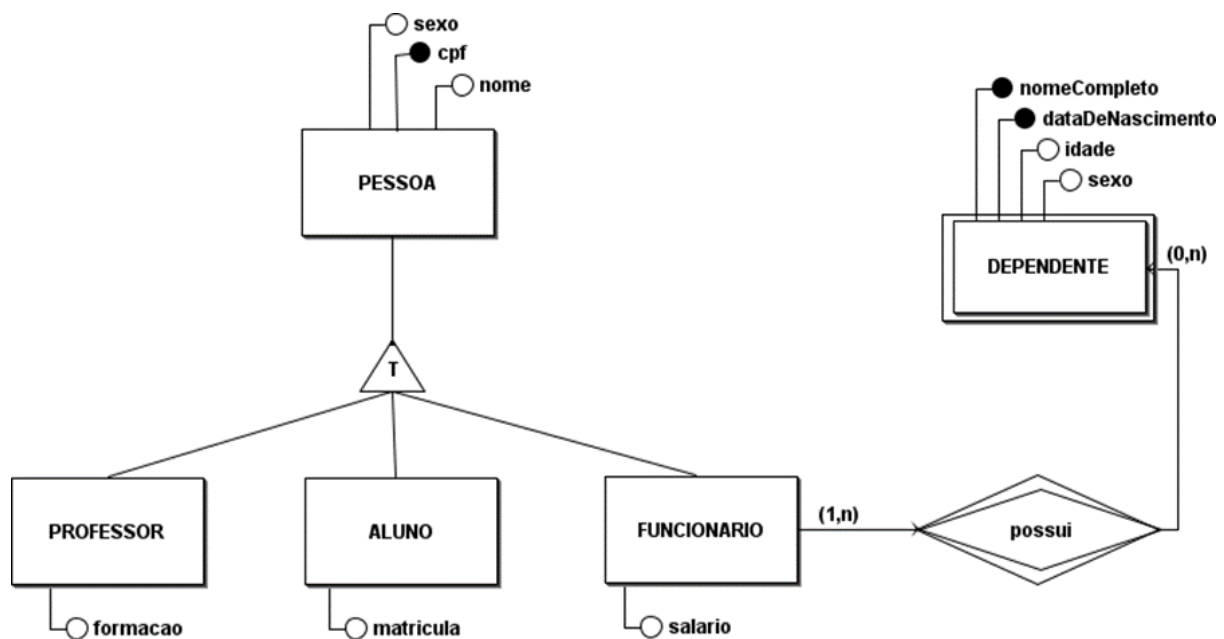 sexo
cpf
nome
PESSOA
nomeCompleto
dataDeNascimento
idade
sexo
DEPENDENTE
(0,n)
T
PROFESSOR
ALUNO
FUNCIONARIO
(1,n)
possui
formacao
matricula
salario